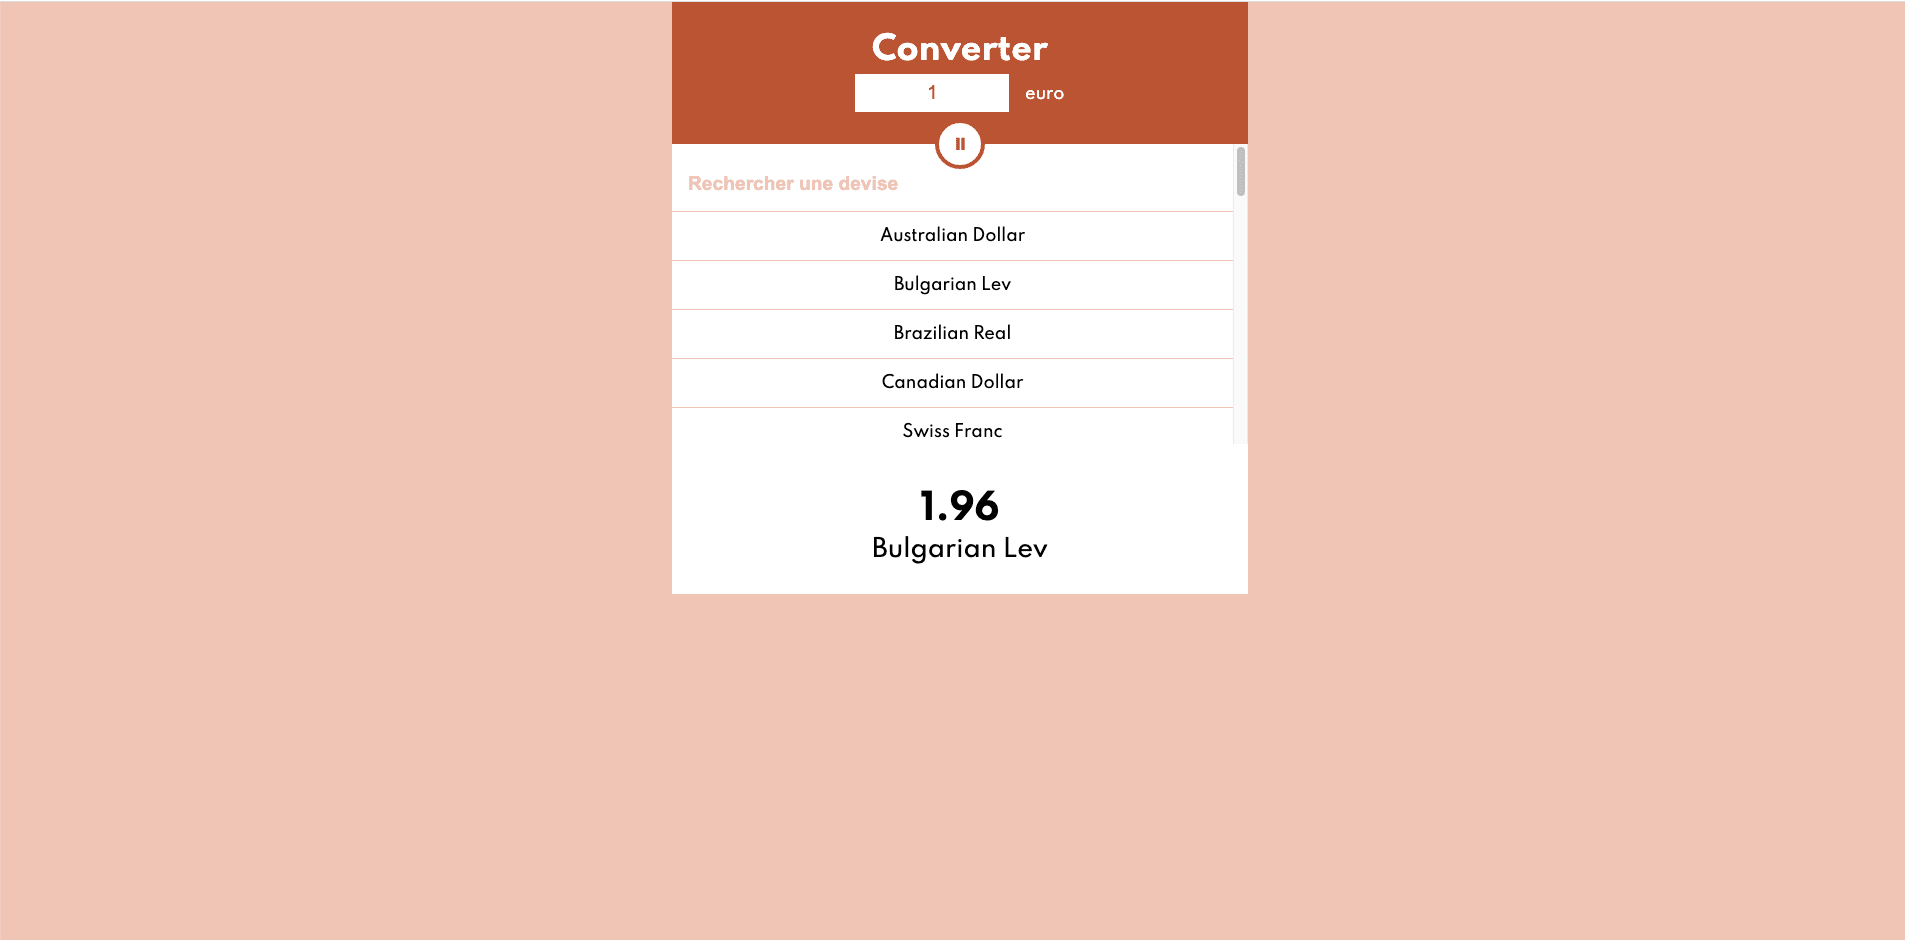 Converter
1 euro
Rechercher une devise
Australian Dollar
Bulgarian Lev
Brazilian Real
Canadian Dollar
Swiss Franc
1.96
Bulgarian Lev